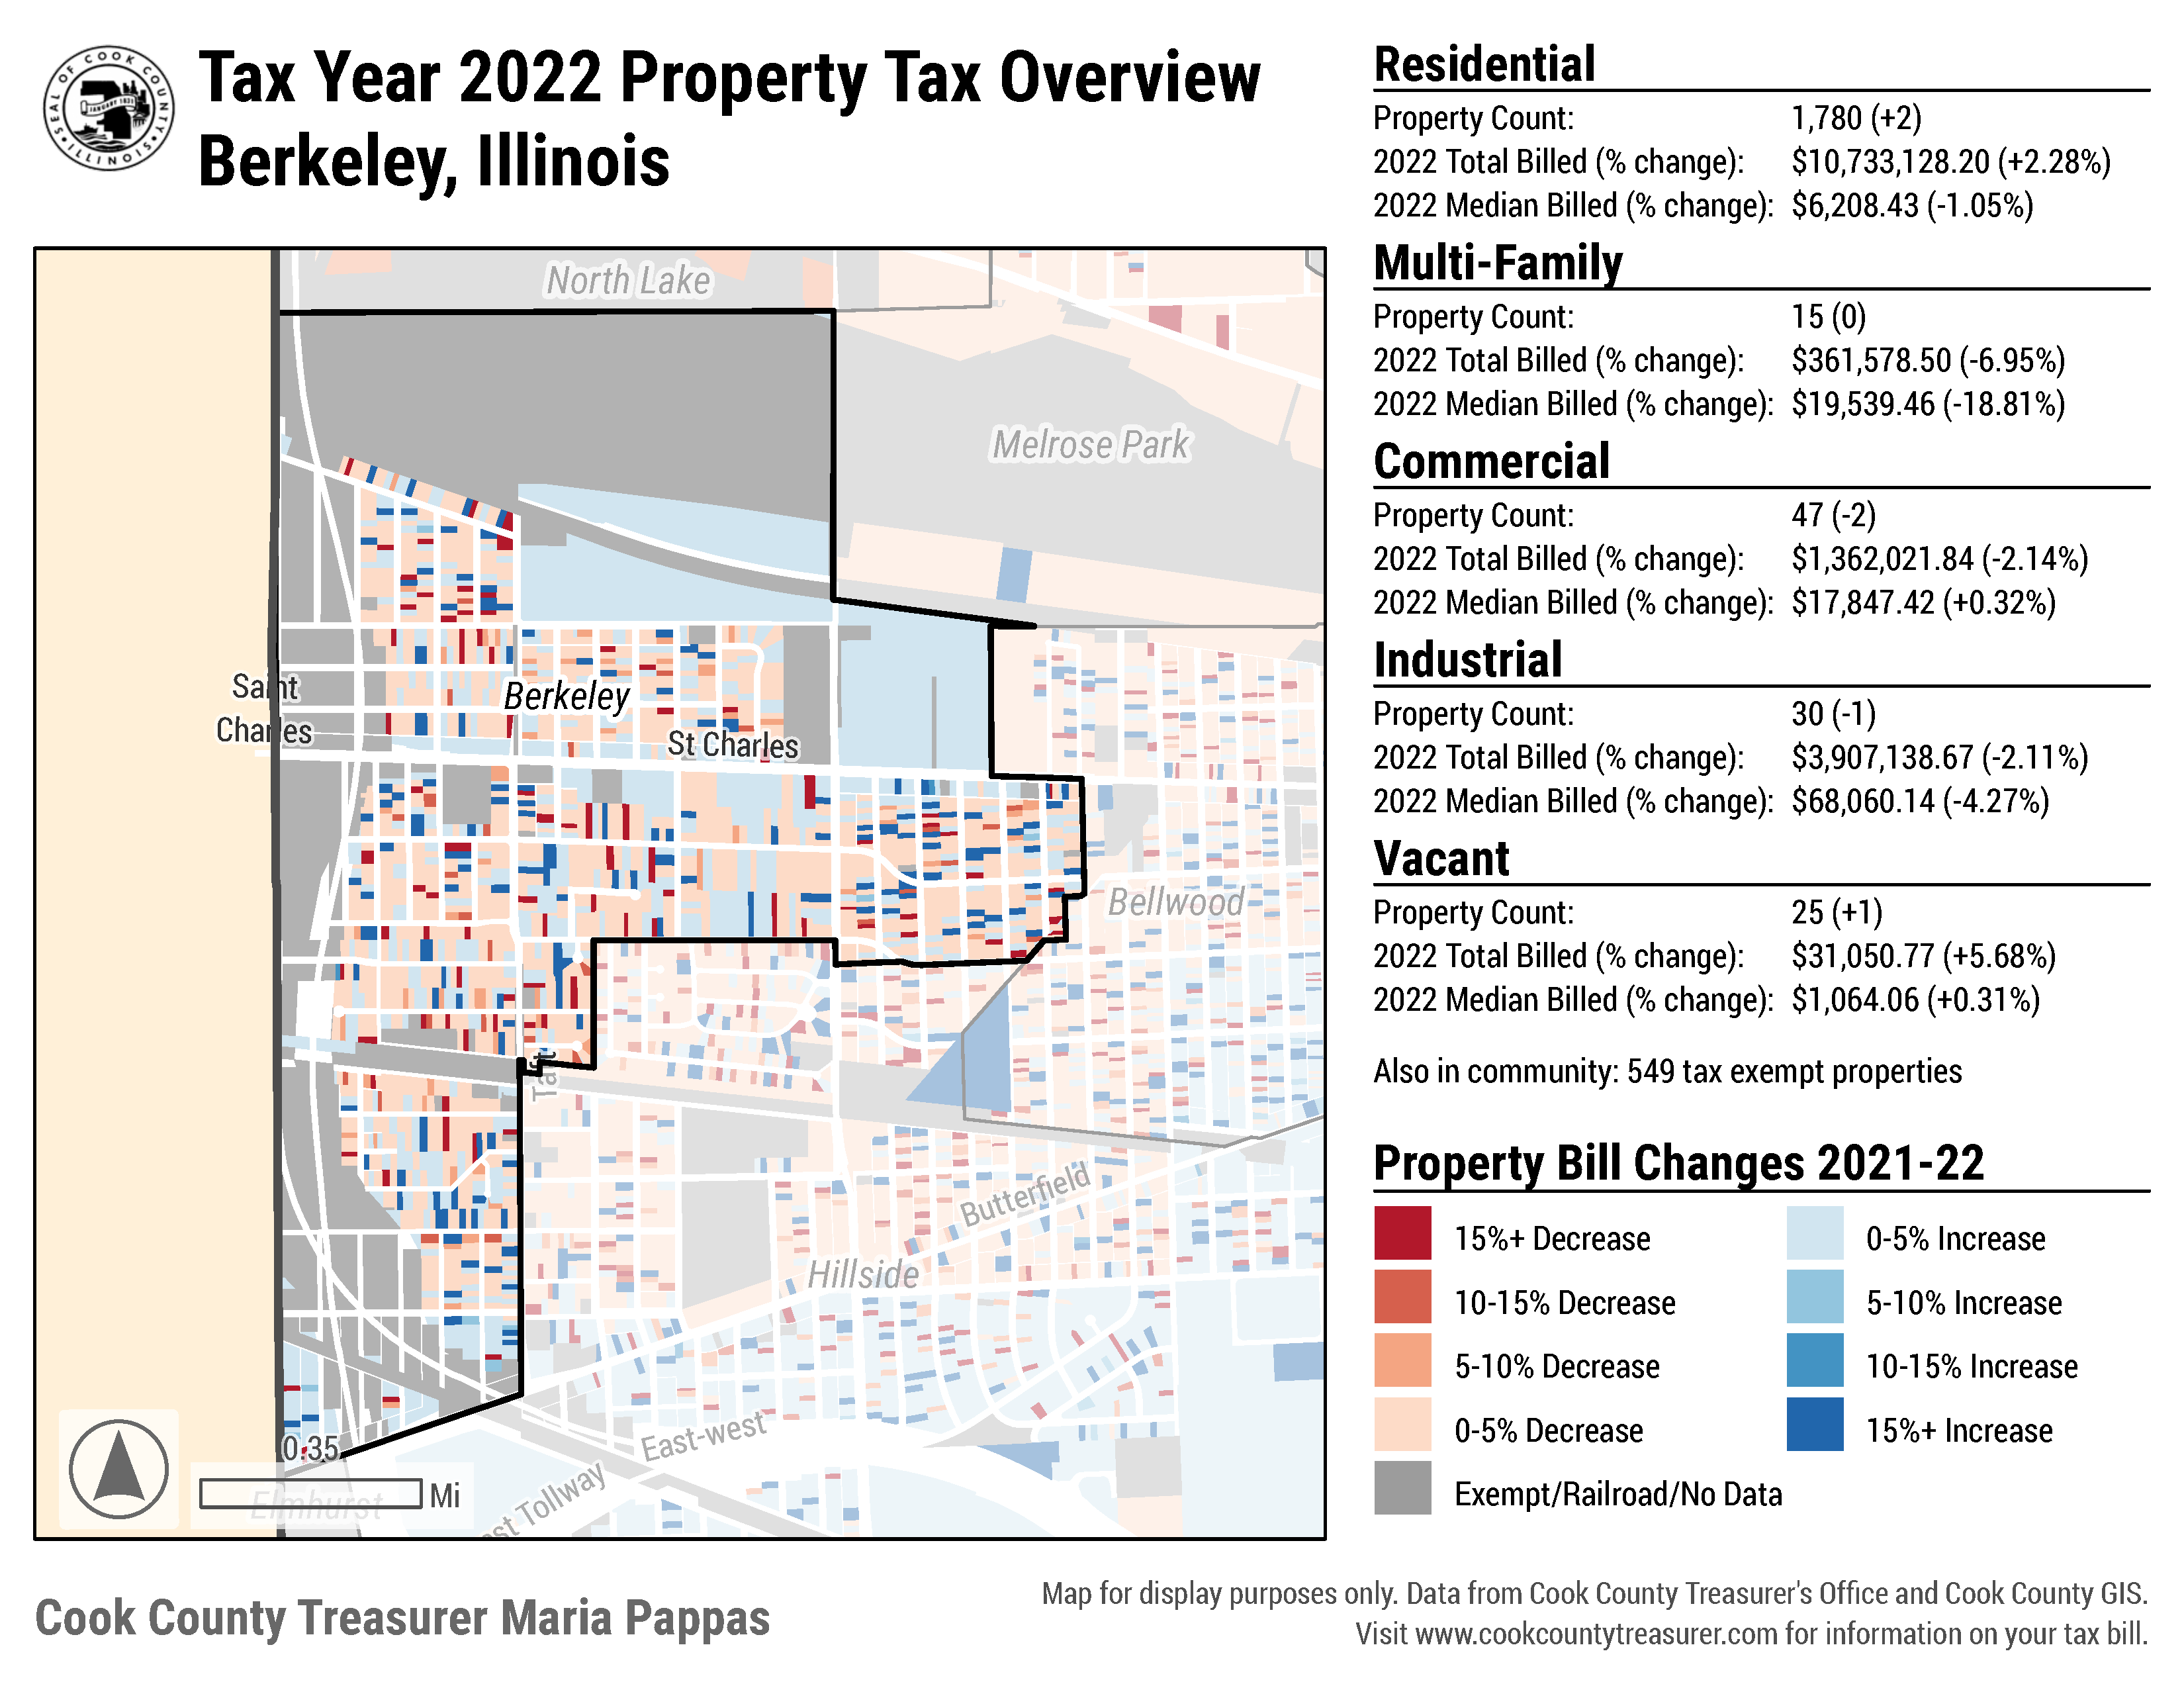 SEAL OF COOK COUNTY
JANUARY 1831
ILLINOIS
Tax Year 2022 Property Tax Overview
Berkeley, Illinois
North Lake
Melrose Park
Saint
Charles
Berkeley
St Charles
Bellwood
Taft
Butterfield
Hillside
East-west
st Tollway
0.35
Mi
Elmhurst
Residential
Property Count: 1,780 (+2)
2022 Total Billed (% change): $10,733,128.20 (+2.28%)
2022 Median Billed (% change): $6,208.43 (-1.05%)
Multi-Family
Property Count: 15 (0)
2022 Total Billed (% change): $361,578.50 (-6.95%)
2022 Median Billed (% change): $19,539.46 (-18.81%)
Commercial
Property Count: 47 (-2)
2022 Total Billed (% change): $1,362,021.84 (-2.14%)
2022 Median Billed (% change): $17,847.42 (+0.32%)
Industrial
Property Count: 30 (-1)
2022 Total Billed (% change): $3,907,138.67 (-2.11%)
2022 Median Billed (% change): $68,060.14 (-4.27%)
Vacant
Property Count: 25 (+1)
2022 Total Billed (% change): $31,050.77 (+5.68%)
2022 Median Billed (% change): $1,064.06 (+0.31%)
Also in community: 549 tax exempt properties
Property Bill Changes 2021-22
15%+ Decrease
10-15% Decrease
5-10% Decrease
0-5% Decrease
Exempt/Railroad/No Data
0-5% Increase
5-10% Increase
10-15% Increase
15%+ Increase
Cook County Treasurer Maria Pappas
Map for display purposes only. Data from Cook County Treasurer's Office and Cook County GIS.
Visit www.cookcountytreasurer.com for information on your tax bill.